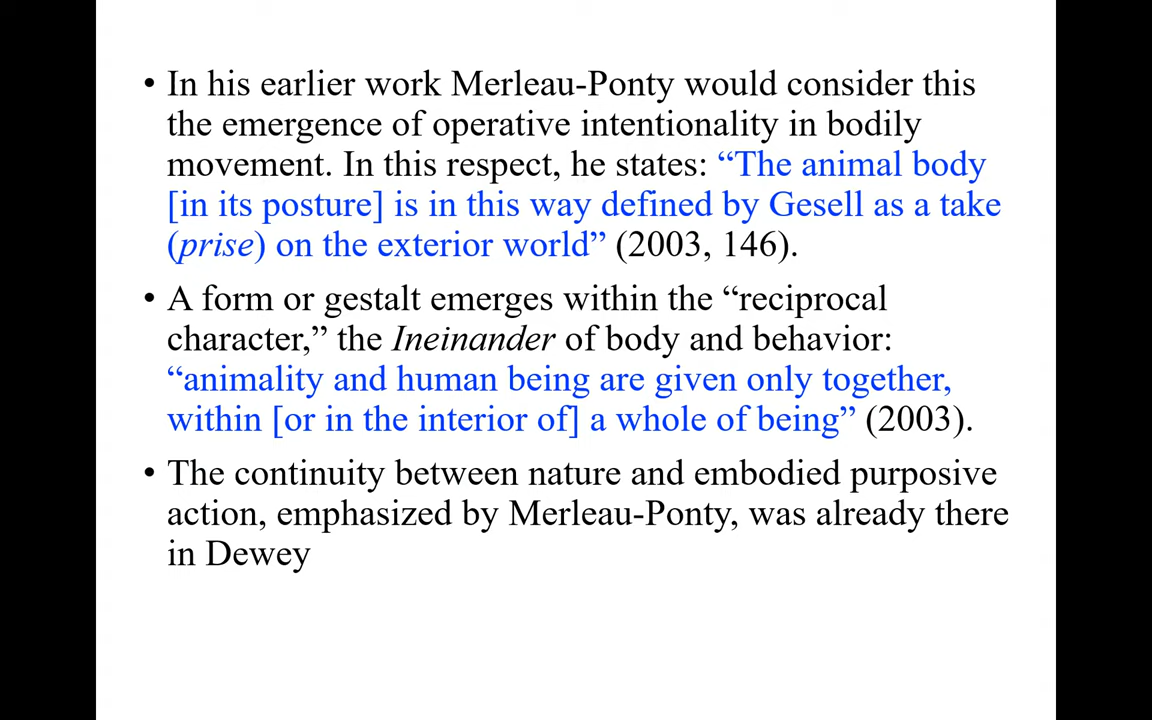 • In his earlier work Merleau-Ponty would consider this
the emergence of operative intentionality in bodily
movement. In this respect, he states: “The animal body
[in its posture] is in this way defined by Gesell as a take
(prise) on the exterior world” (2003, 146).
• A form or gestalt emerges within the “reciprocal
character,” the Ineinander of body and behavior:
“animality and human being are given only together,
within [or in the interior of] a whole of being” (2003).
• The continuity between nature and embodied purposive
action, emphasized by Merleau-Ponty, was already there
in Dewey